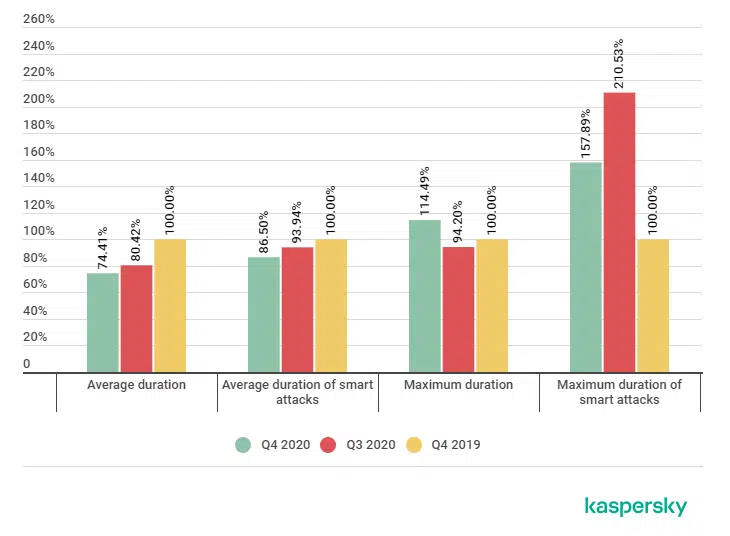 260%
240%
220%
200%
180%
160%
140%
120%
100%
80%
60%
40%
20%
0
74.41%
80.42%
100.00%
86.50%
93.94%
100.00%
114.49%
94.20%
100.00%
157.89%
210.53%
100.00%
Average duration
Average duration of smart
attacks
Maximum duration
Maximum duration of
smart attacks
Q4 2020
Q3 2020
Q4 2019
kaspersky